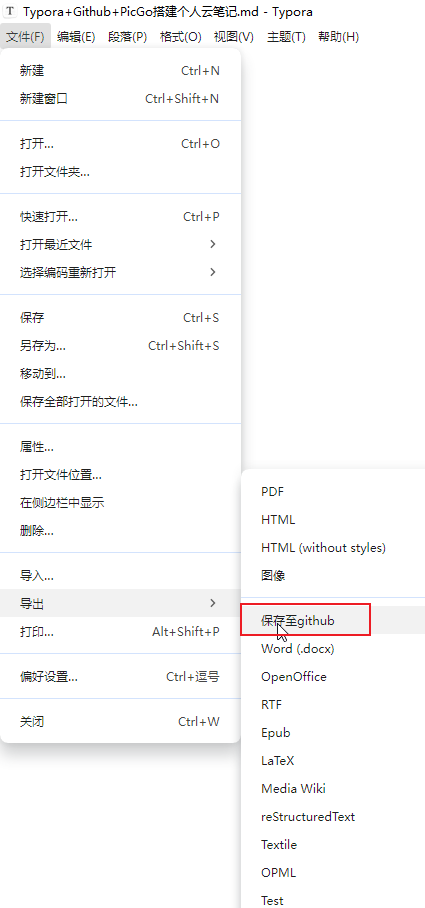 T Typora+Github+PicGo搭建个人云笔记.md - Typora
文件(F) 编辑(E) 段落(P) 格式(O) 视图(V) 主题(T) 帮助(H)
新建 Ctrl+N
新建窗口 Ctrl+Shift+N
打开... Ctrl+O
打开文件夹...
快速打开... Ctrl+P
打开最近文件
选择编码重新打开
保存 Ctrl+S
另存为... Ctrl+Shift+S
移动到...
保存全部打开的文件...
属性...
打开文件位置...
在侧边栏中显示
删除...
导入...
导出
打印... Alt+Shift+P
偏好设置... Ctrl+逗号
关闭 Ctrl+W
PDF
HTML
HTML (without styles)
图像
保存至github
Word (.docx)
OpenOffice
RTF
Epub
LaTeX
Media Wiki
reStructuredText
Textile
OPML
Test